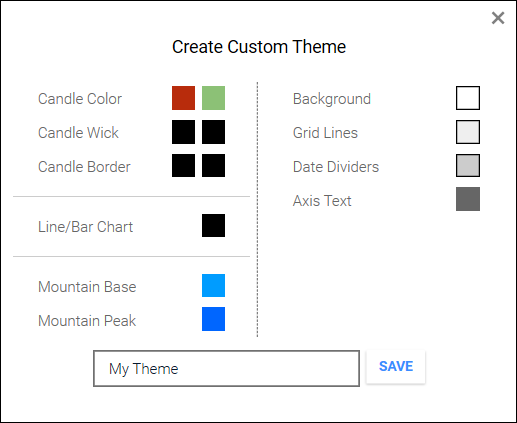 Create Custom Theme
Candle Color
Candle Wick
Candle Border
Line/Bar Chart
Mountain Base
Mountain Peak
Background
Grid Lines
Date Dividers
Axis Text
My Theme
SAVE